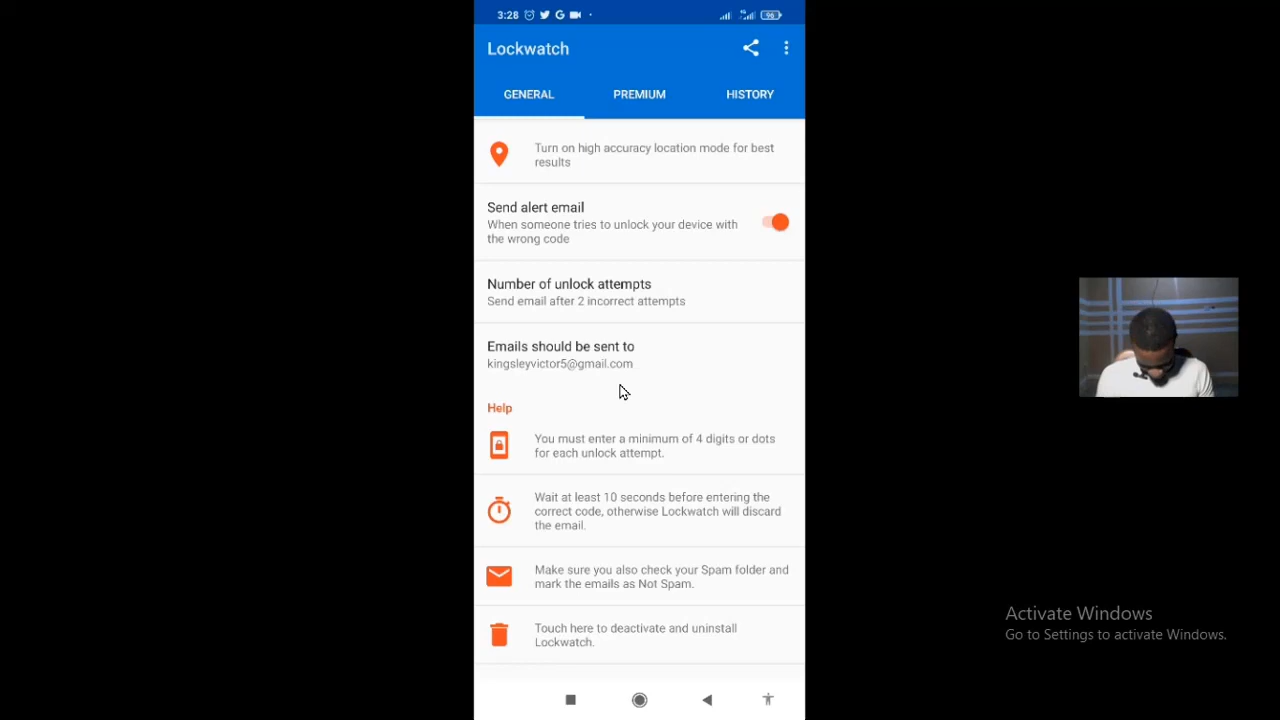 3:28
96
Lockwatch
GENERAL
PREMIUM
HISTORY
Turn on high accuracy location mode for best
results
Send alert email
When someone tries to unlock your device with
the wrong code
Number of unlock attempts
Send email after 2 incorrect attempts
Emails should be sent to
kingsleyvictor5@gmail.com
Help
You must enter a minimum of 4 digits or dots
for each unlock attempt.
Wait at least 10 seconds before entering the
correct code, otherwise Lockwatch will discard
the email.
Make sure you also check your Spam folder and
mark the emails as Not Spam.
Touch here to deactivate and uninstall
Lockwatch.
Activate Windows
Go to Settings to activate Windows.